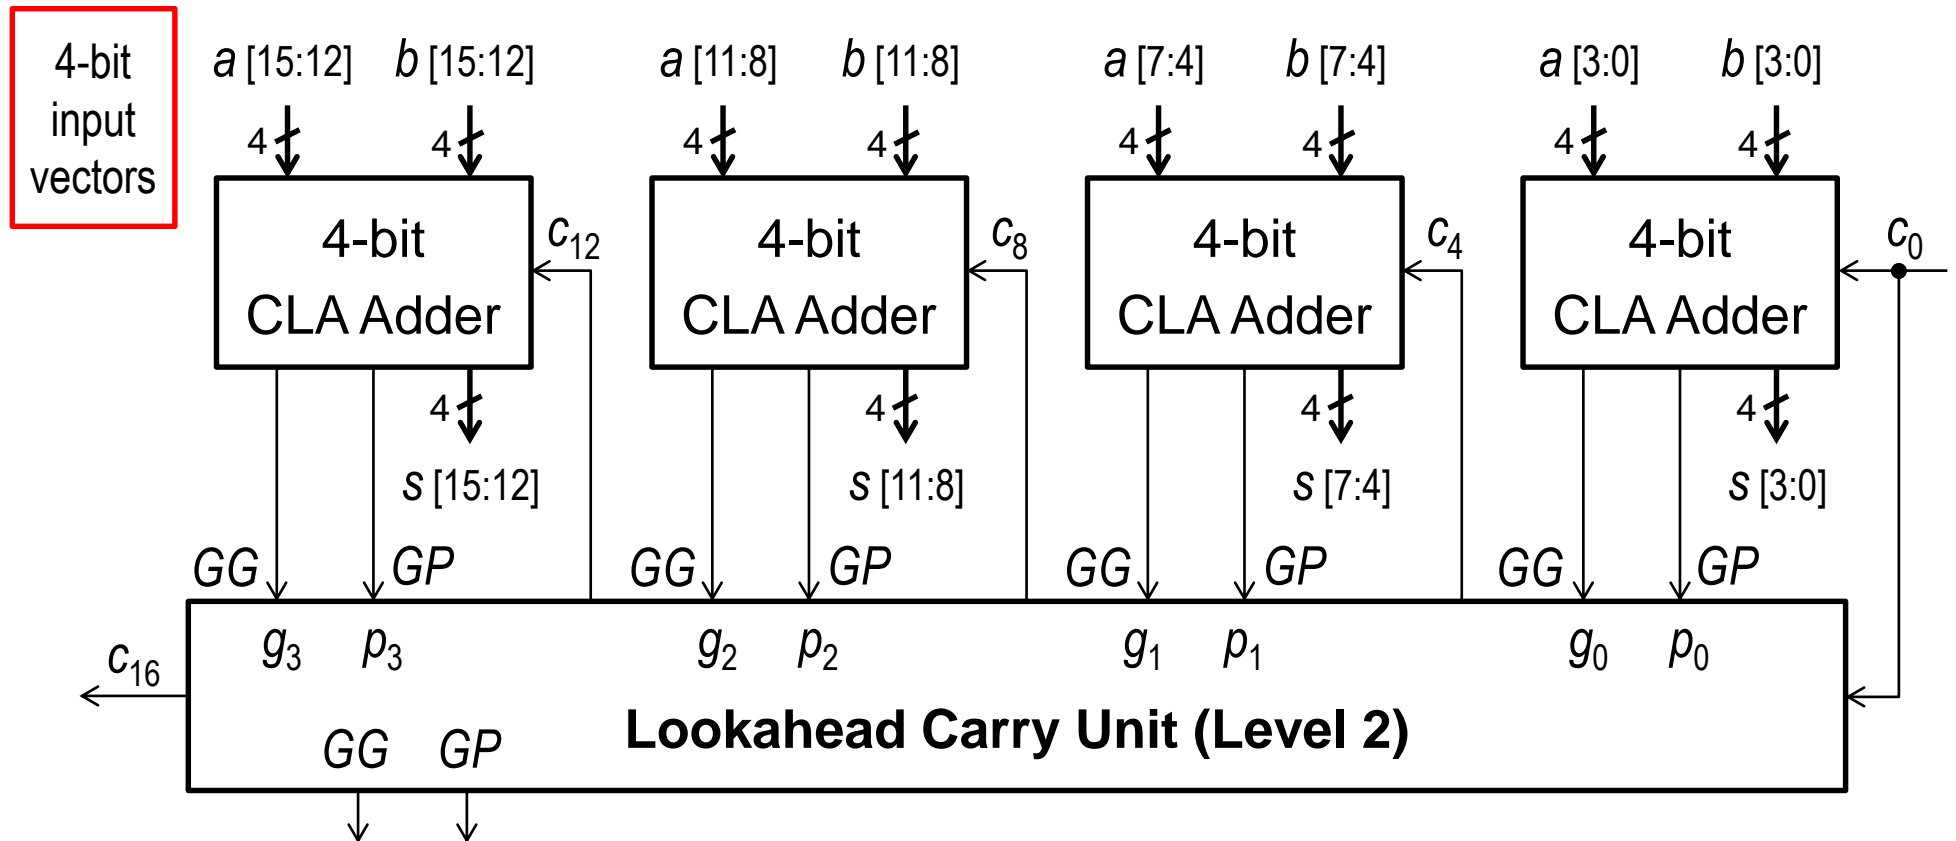 4-bit
input
vectors
a [15:12] b [15:12] a [11:8] b [11:8] a [7:4] b [7:4] a [3:0] b [3:0]
4 4 4 4 4 4 4 4
4-bit c12 4-bit c8 4-bit c4 4-bit c0
CLA Adder CLA Adder CLA Adder CLA Adder
4 4 4 4
s [15:12] s [11:8] s [7:4] s [3:0]
GG GP GG GP GG GP GG GP
g3 p3 g2 p2 g1 p1 g0 p0
c16
Lookahead Carry Unit (Level 2)
GG GP